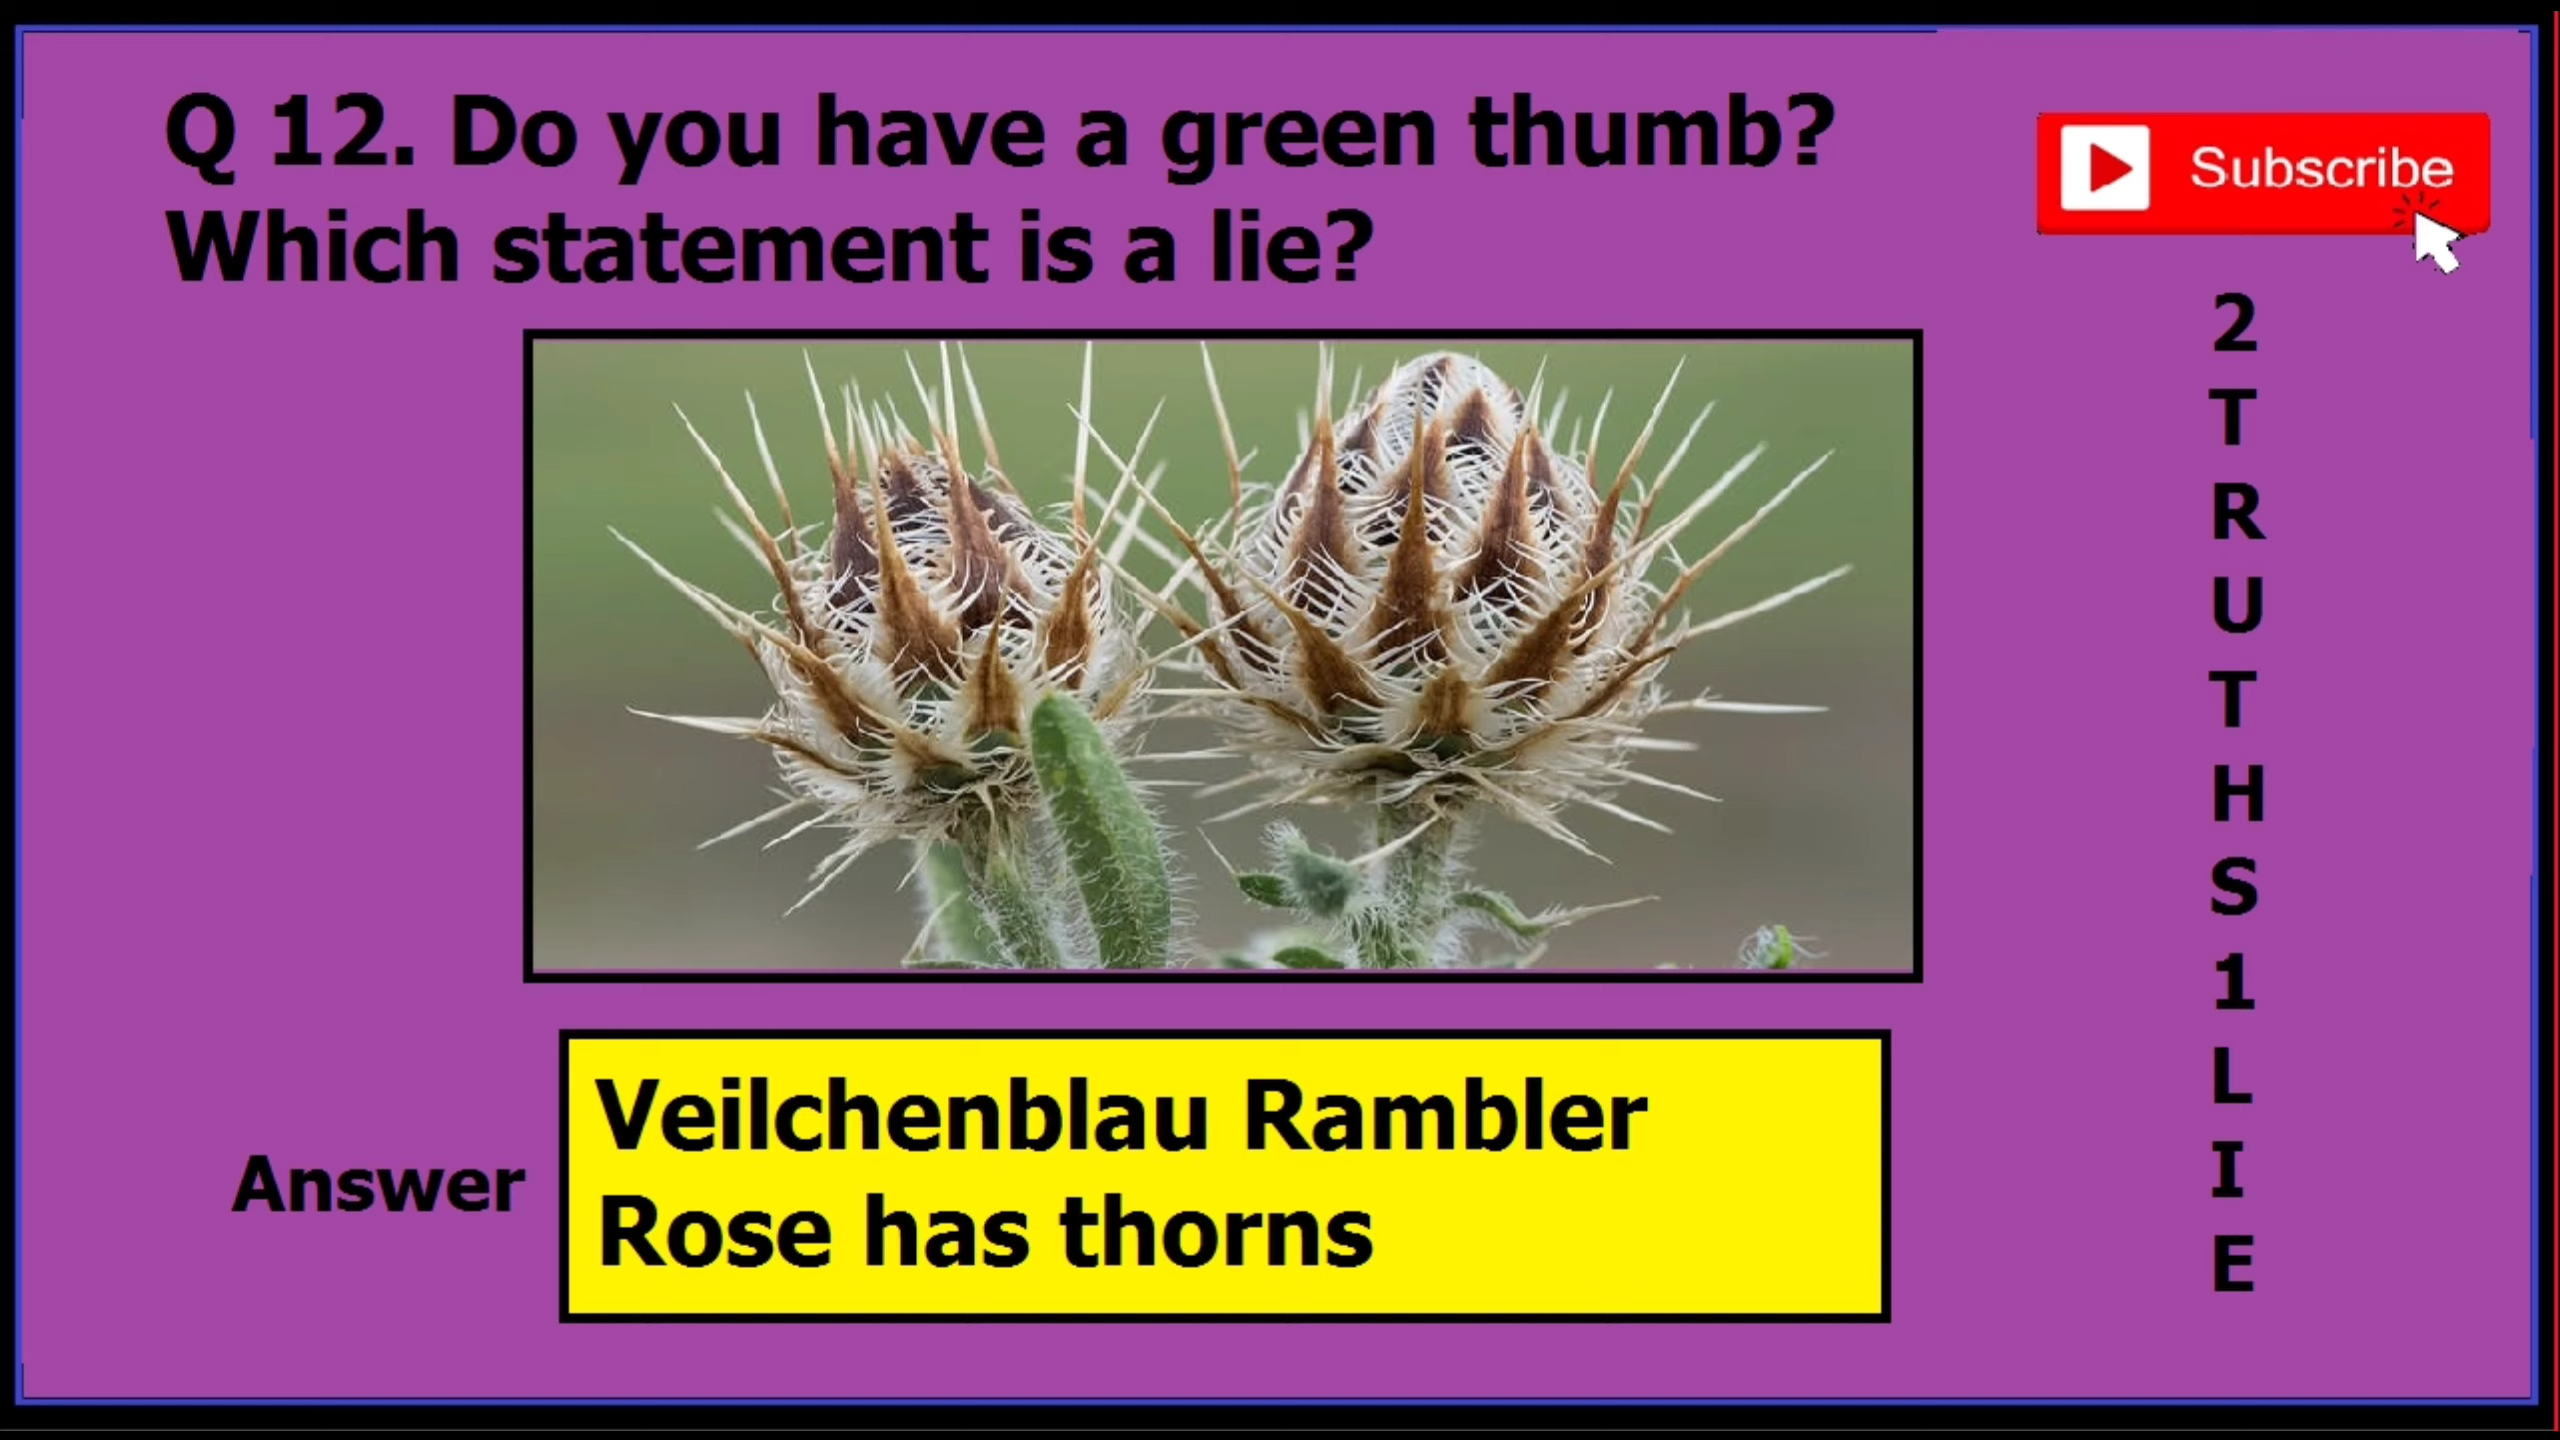 Q 12. Do you have a green thumb?
Which statement is a lie?
Subscribe
2
T
R
U
T
H
S
1
L
I
E
Answer
Veilchenblau Rambler
Rose has thorns